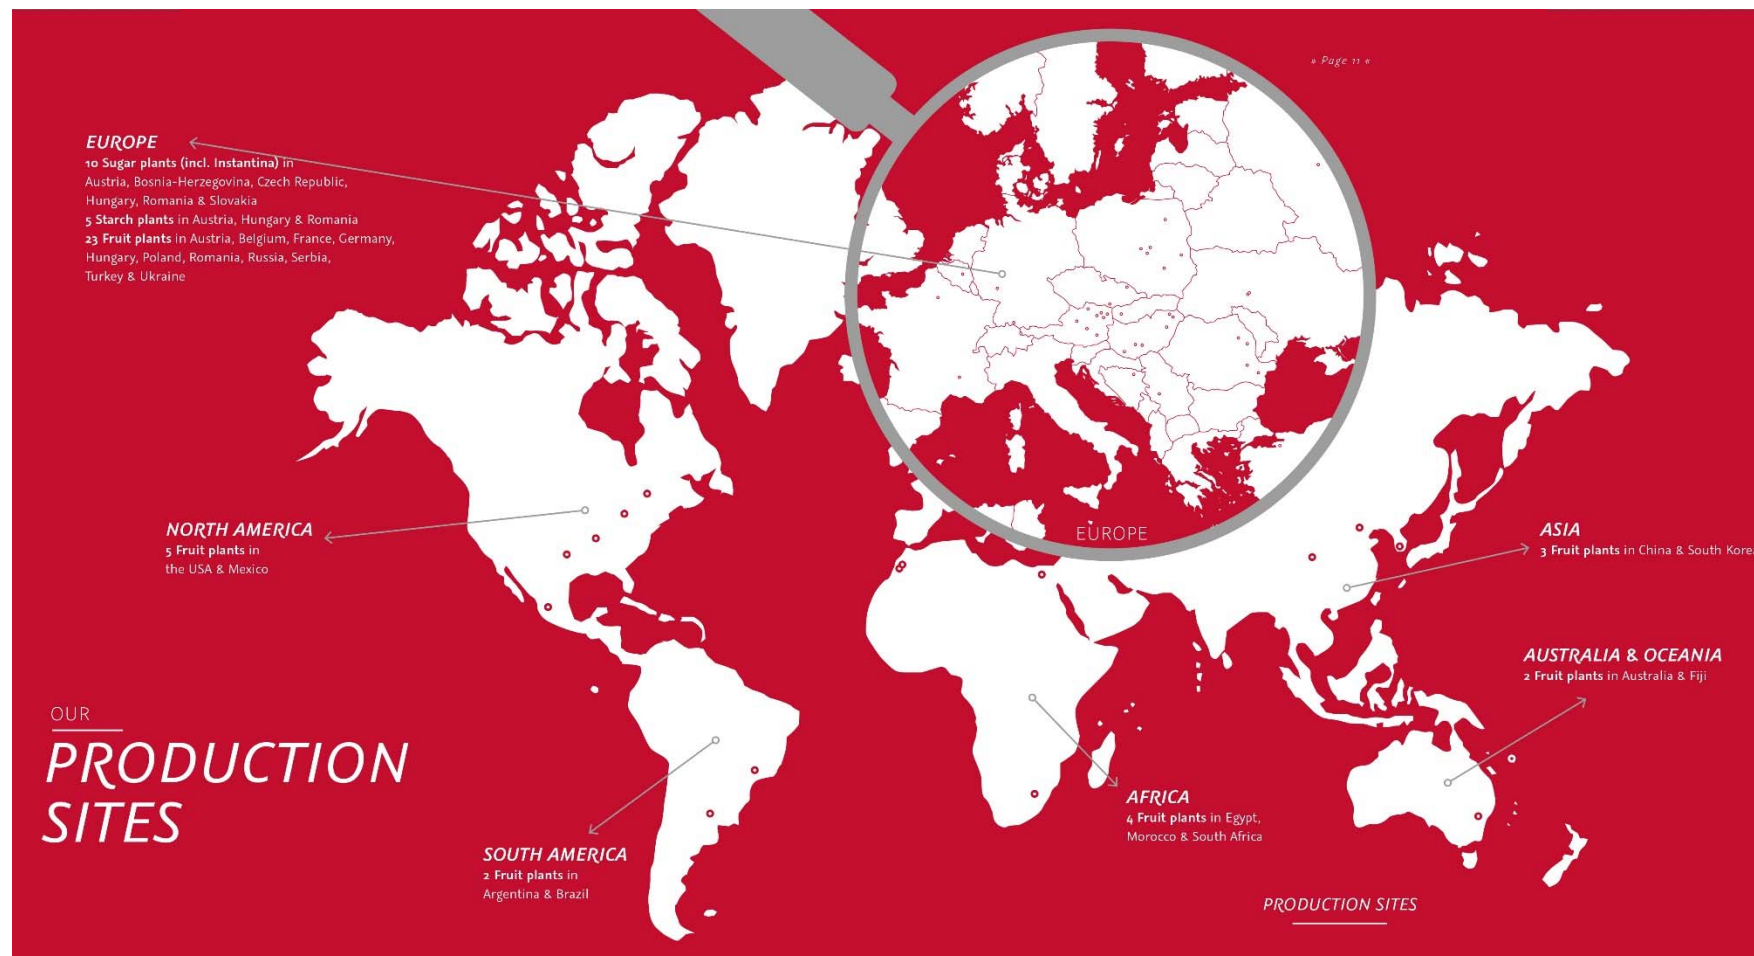 » Page 11 «
EUROPE
10 Sugar plants (incl. Instantina) in
Austria, Bosnia-Herzegovina, Czech Republic,
Hungary, Romania & Slovakia
5 Starch plants in Austria, Hungary & Romania
23 Fruit plants in Austria, Belgium, France, Germany,
Hungary, Poland, Romania, Russia, Serbia,
Turkey & Ukraine
EUROPE
NORTH AMERICA
5 Fruit plants in
the USA & Mexico
ASIA
3 Fruit plants in China & South Kore
AUSTRALIA & OCEANIA
2 Fruit plants in Australia & Fiji
OUR
PRODUCTION
SITES
AFRICA
4 Fruit plants in Egypt,
Morocco & South Africa
SOUTH AMERICA
2 Fruit plants in
Argentina & Brazil
PRODUCTION SITES